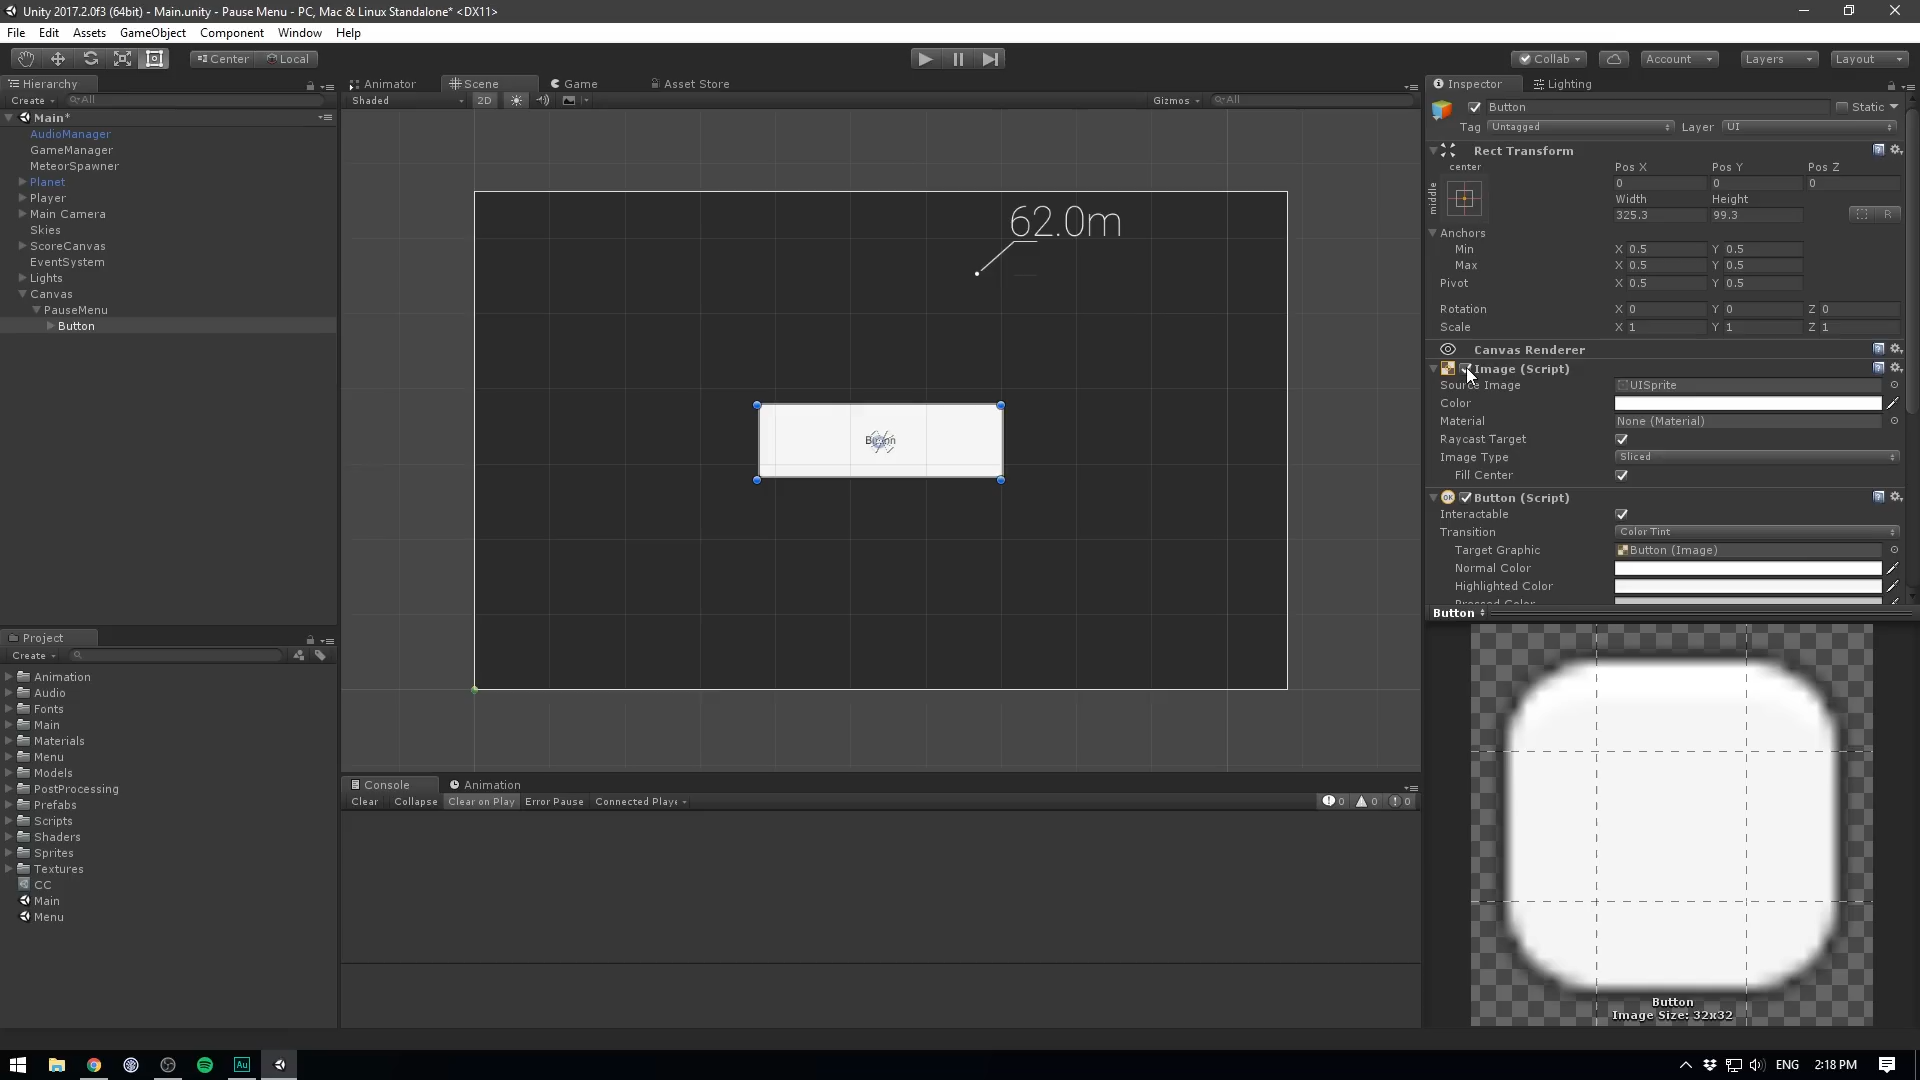 Unity 2017.2.0f3 (64bit) - Main.unity - Pause Menu - PC, Mac & Linux Standalone* <DX11>
File Edit Assets GameObject Component Window Help
Center Local
Collab Account Layers Layout
Hierarchy
Create All
Main*
AudioManager
GameManager
MeteorSpawner
Planet
Player
Main Camera
Skies
ScoreCanvas
EventSystem
Lights
Canvas
PauseMenu
Button
Animator Scene Game Asset Store
Shaded 2D Gizmos All
62.0m
Inspector Lighting
Button Static
Tag Untagged Layer UI
Rect Transform
center Pos X Pos Y Pos Z
middle
0 0 0
Width Height
325.3 99.3 R
Anchors
Min X 0.5 Y 0.5
Max X 0.5 Y 0.5
Pivot X 0.5 Y 0.5
Rotation X 0 Y 0 Z 0
Scale X 1 Y 1 Z 1
Canvas Renderer
Image (Script)
Source Image UISprite
Color
Material None (Material)
Raycast Target
Image Type Sliced
Fill Center
OK Button (Script)
Interactable
Transition Color Tint
Target Graphic Button (Image)
Normal Color
Highlighted Color
Button
Button
Image Size: 32x32
Project
Create
Animation
Audio
Fonts
Main
Materials
Menu
Models
PostProcessing
Prefabs
Scripts
Shaders
Sprites
Textures
CC
Main
Menu
Console Animation
Clear Collapse Clear on Play Error Pause Connected Playe 0 0 0
Au ENG 2:18 PM